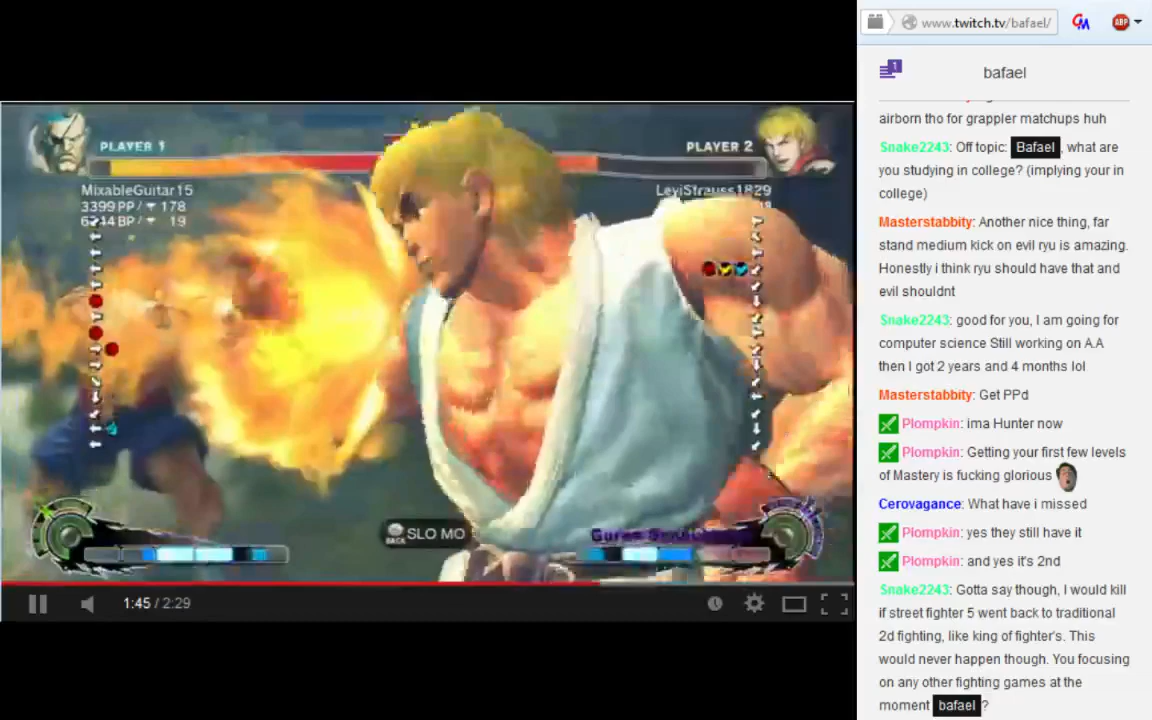 www.twitch.tv/bafael/
GM
ABP
1
bafael
airborn tho for grappler matchups huh
Snake2243: Off topic: Bafael, what are
you studying in college? (implying your in
college)
Masterstabbity: Another nice thing, far
stand medium kick on evil ryu is amazing.
Honestly i think ryu should have that and
evil shouldnt
Snake2243: good for you, I am going for
computer science Still working on A.A
then I got 2 years and 4 months lol
Masterstabbity: Get PPd
Plompkin: ima Hunter now
Plompkin: Getting your first few levels
of Mastery is fucking glorious
Cerovagance: What have i missed
Plompkin: yes they still have it
Plompkin: and yes it's 2nd
Snake2243: Gotta say though, I would kill
if street fighter 5 went back to traditional
2d fighting, like king of fighter's. This
would never happen though. You focusing
on any other fighting games at the
moment bafael ?
PLAYER 1
PLAYER 2
MixableGuitar15
LeviStrauss1829
3399 PP / 178
BP / 19
BACK SLO MO
1:45 / 2:29